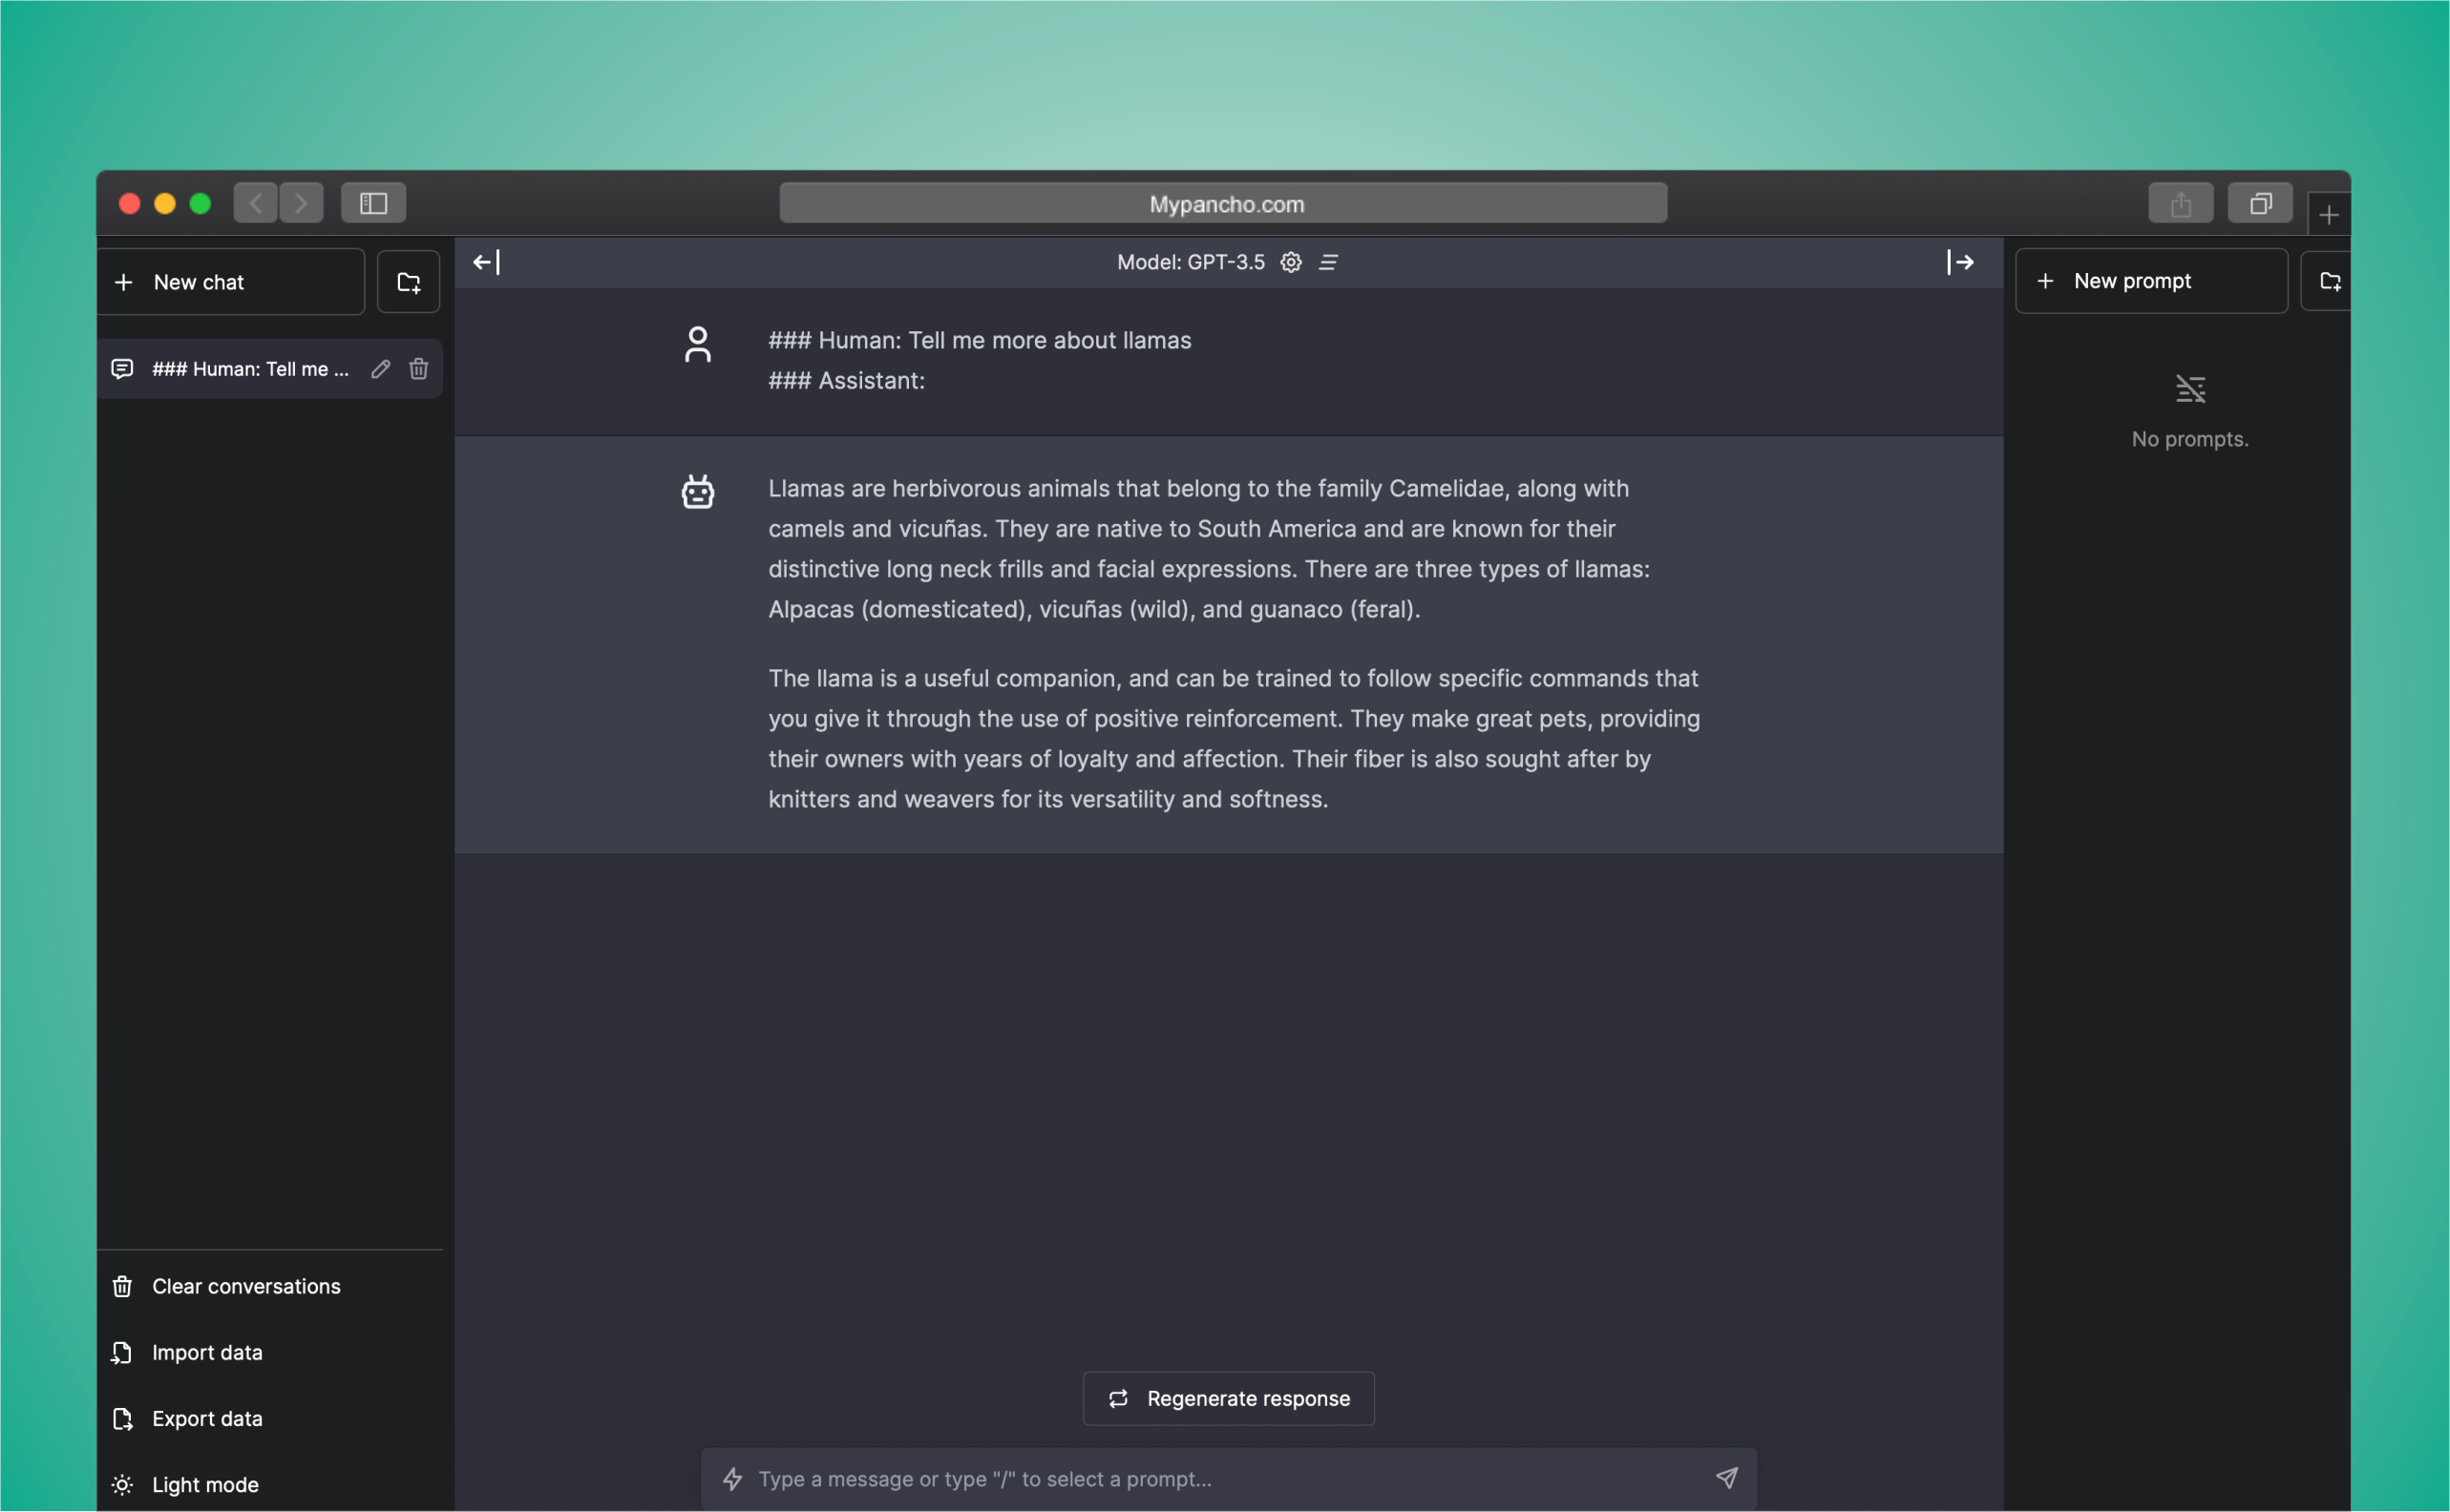 Mypancho.com
New chat
### Human: Tell me ...
Model: GPT-3.5
### Human: Tell me more about llamas
### Assistant:
Llamas are herbivorous animals that belong to the family Camelidae, along with
camels and vicuñas. They are native to South America and are known for their
distinctive long neck frills and facial expressions. There are three types of llamas:
Alpacas (domesticated), vicuñas (wild), and guanaco (feral).
The llama is a useful companion, and can be trained to follow specific commands that
you give it through the use of positive reinforcement. They make great pets, providing
their owners with years of loyalty and affection. Their fiber is also sought after by
knitters and weavers for its versatility and softness.
New prompt
No prompts.
Clear conversations
Import data
Export data
Light mode
Regenerate response
Type a message or type "/" to select a prompt...